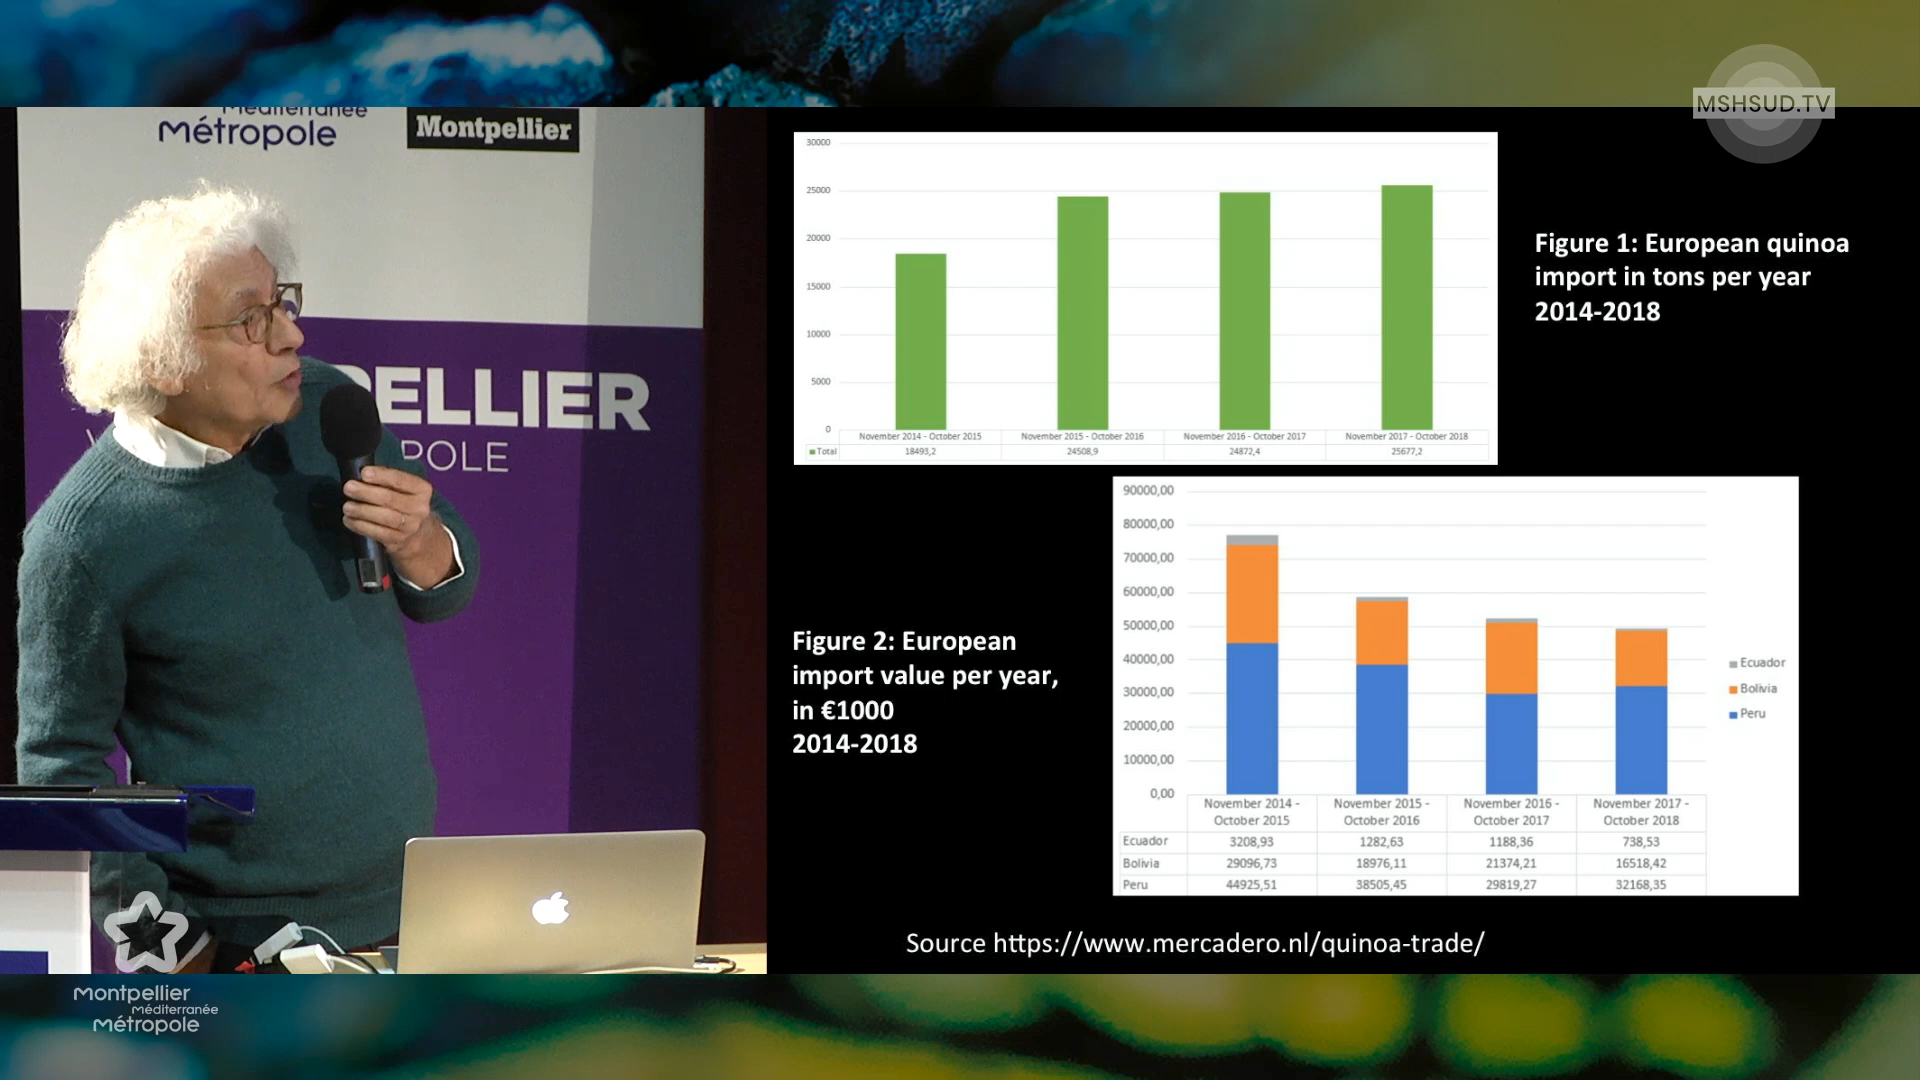 MSHSUD.TV
Méditerranée
Métropole
Montpellier
PELLIER
POLE
30000
25000
20000
15000
10000
5000
0
November 2014 - October 2015 November 2015 - October 2016 November 2016 - October 2017 November 2017 - October 2018
Total 18493,2 24508,9 24872,4 25677,2
Figure 1: European quinoa
import in tons per year
2014-2018
Figure 2: European
import value per year,
in €1000
2014-2018
90000,00
80000,00
70000,00
60000,00
50000,00
40000,00
30000,00
20000,00
10000,00
0,00
November 2014 - November 2015 - November 2016 - November 2017 -
October 2015 October 2016 October 2017 October 2018
Ecuador 3208,93 1282,63 1188,36 738,53
Bolivia 29096,73 18976,11 21374,21 16518,42
Peru 44925,51 38505,45 29819,27 32168,35
Ecuador
Bolivia
Peru
Source https://www.mercadero.nl/quinoa-trade/
montpellier
méditerranée
métropole